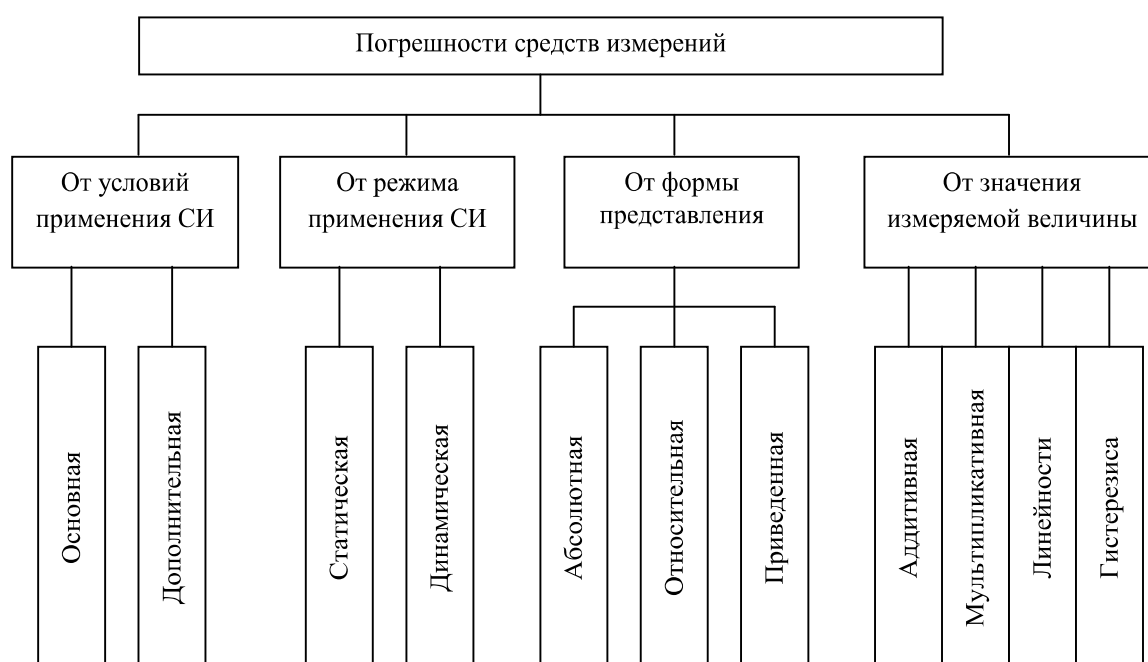 Погрешности средств измерений
От условий
применения СИ
От режима
применения СИ
От формы
представления
От значения
измеряемой величины
Основная
Дополнительная
Статическая
Динамическая
Абсолютная
Относительная
Приведенная
Аддитивная
Мультипликативная
Линейности
Гистерезиса